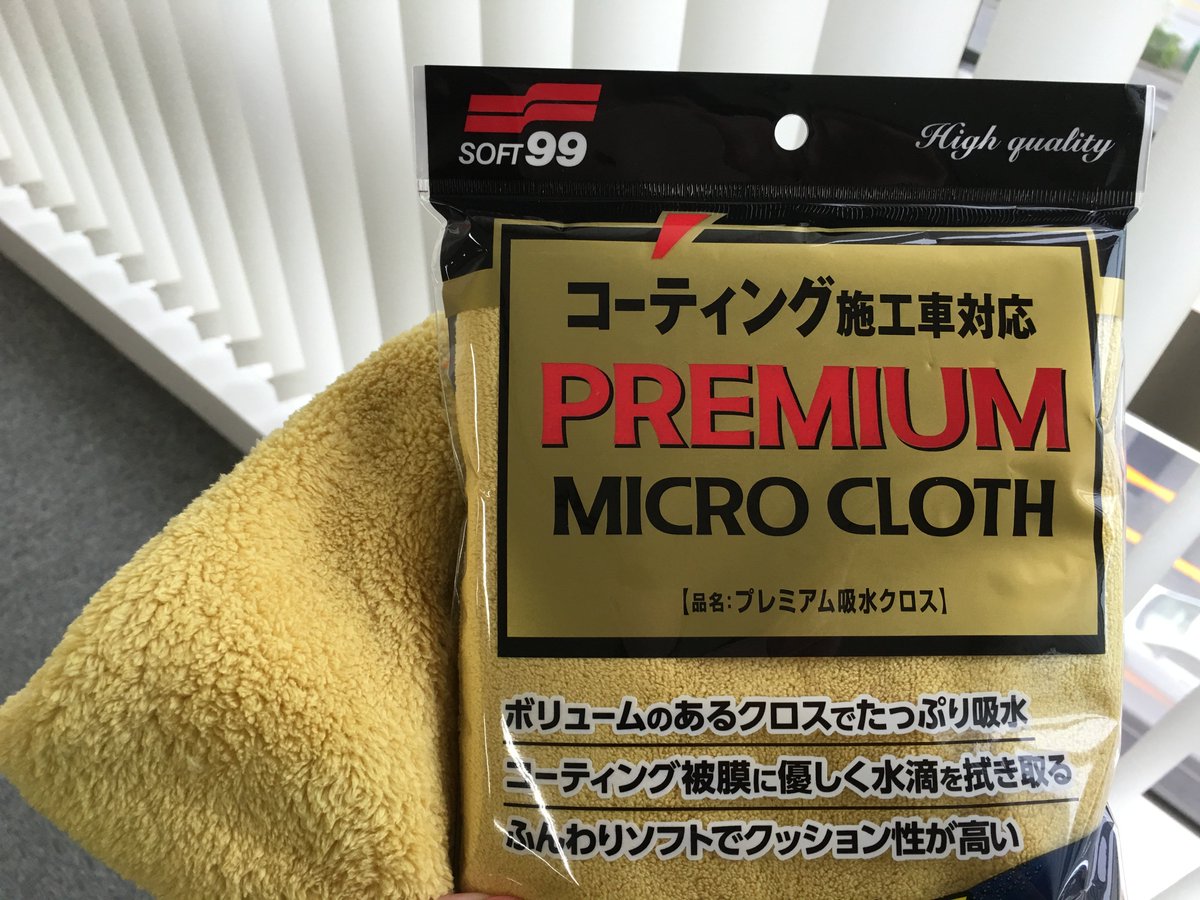 SOFT99
High quality
コーティング施工車対応
PREMIUM
MICRO CLOTH
【品名:プレミアム吸水クロス】
ボリュームのあるクロスでたっぷり吸水
コーティング被膜に優しく水滴を拭き取る
ふんわりソフトでクッション性が高い